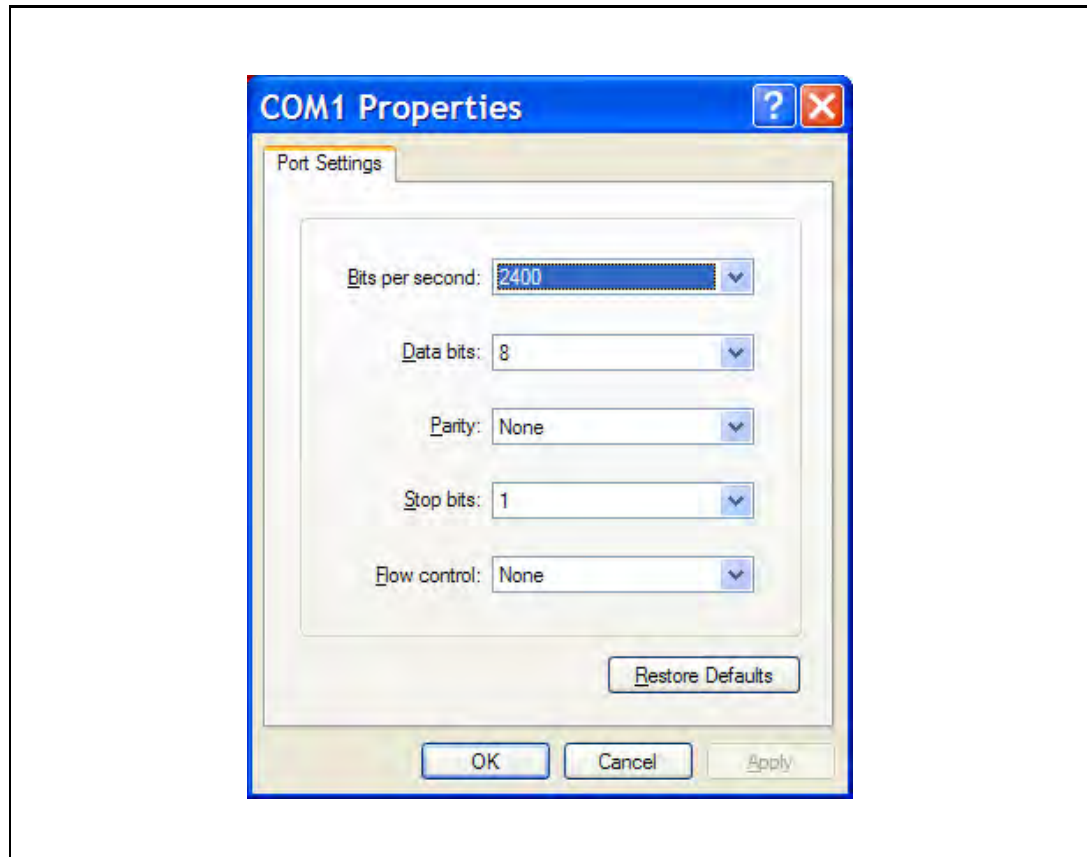 COM1 Properties
Port Settings
Bits per second: 2400
Data bits: 8
Parity: None
Stop bits: 1
Flow control: None
Restore Defaults
OK Cancel Apply